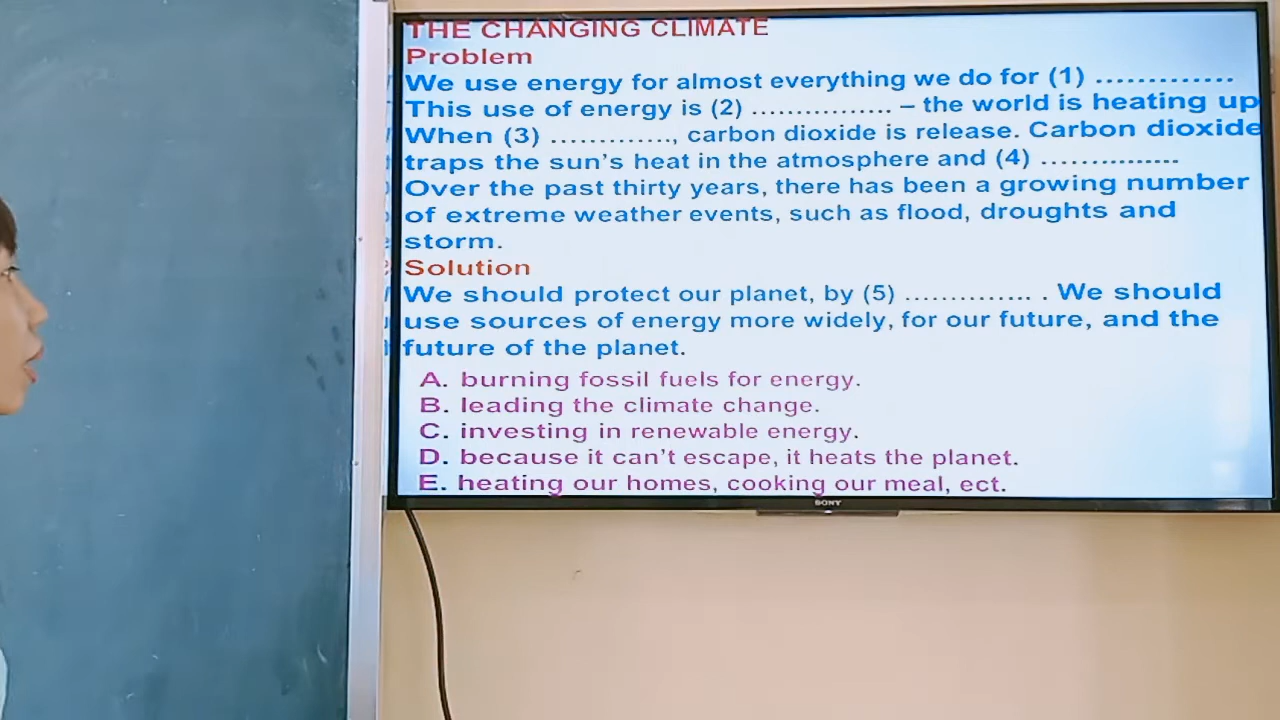 THE CHANGING CLIMATE
Problem
We use energy for almost everything we do for (1) .............
This use of energy is (2) ................ – the world is heating up
When (3) ............., carbon dioxide is release. Carbon dioxide
traps the sun's heat in the atmosphere and (4) ................
Over the past thirty years, there has been a growing number
of extreme weather events, such as flood, droughts and
storm.
Solution
We should protect our planet, by (5) .............. . We should
use sources of energy more widely, for our future, and the
future of the planet.
A. burning fossil fuels for energy.
B. leading the climate change.
C. investing in renewable energy.
D. because it can't escape, it heats the planet.
E. heating our homes, cooking our meal, ect.
SONY